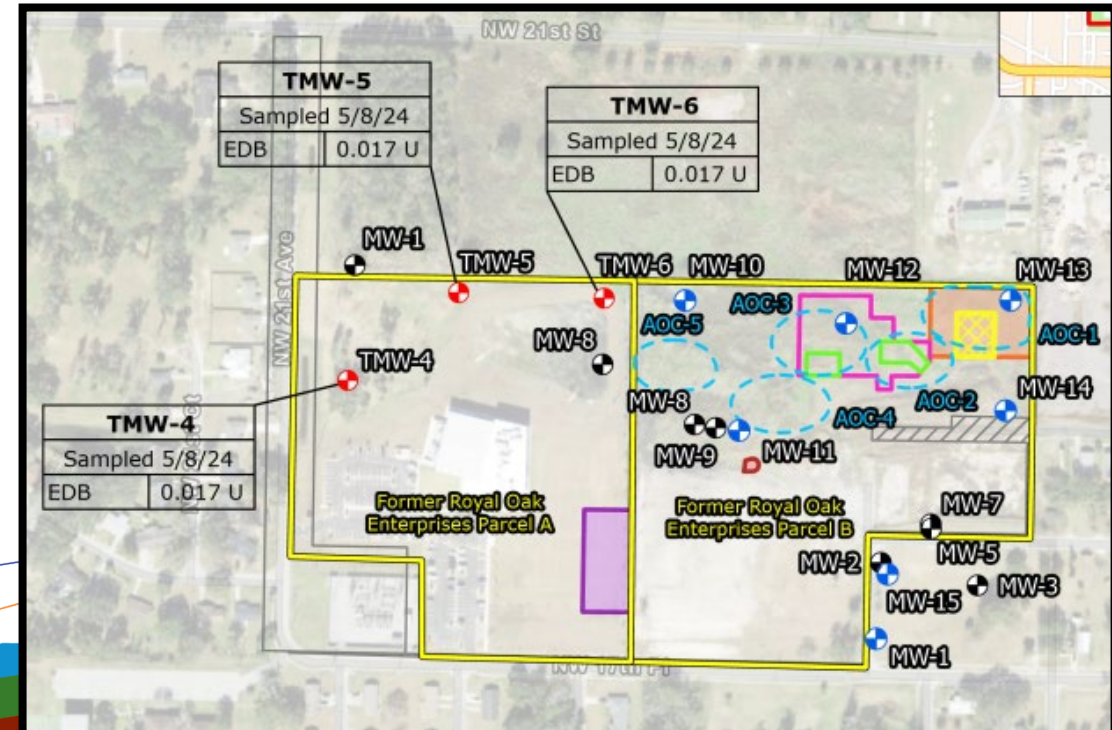 NW 21st St
TMW-5
Sampled 5/8/24
EDB 0.017 U
TMW-6
Sampled 5/8/24
EDB 0.017 U
NW 21st Ave
MW-1
TMW-5
TMW-6
MW-10
MW-12
MW-13
AOC-3
AOC-5
AOC-1
MW-8
TMW-4
MW-8
AOC-2
MW-14
AOC-4
TMW-4
Sampled 5/8/24
EDB 0.017 U
MW-9
MW-11
Former Royal Oak
Enterprises Parcel A
Former Royal Oak
Enterprises Parcel B
MW-7
MW-5
MW-2
MW-3
MW-15
MW-1
NW 17th Pl